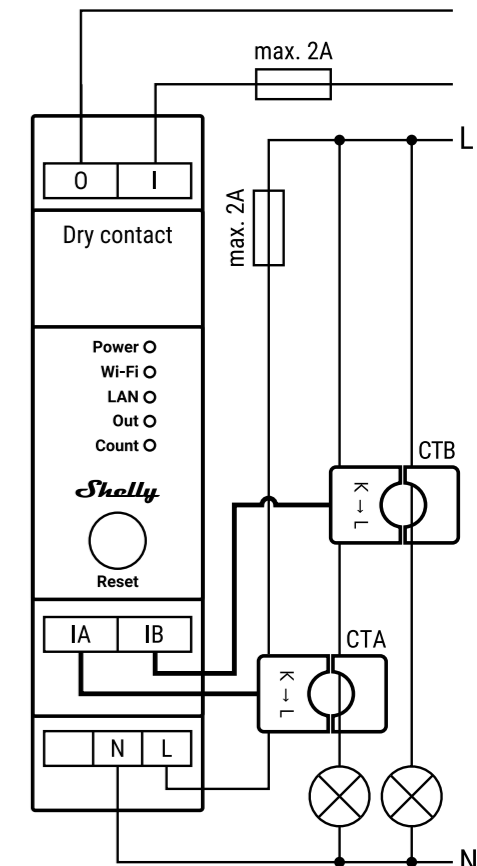 max. 2A
L
O I
max. 2A
Dry contact
Power
Wi-Fi
LAN
Out
Count
CTB
K → L
Shelly
Reset
IA IB
CTA
K → L
N L
N